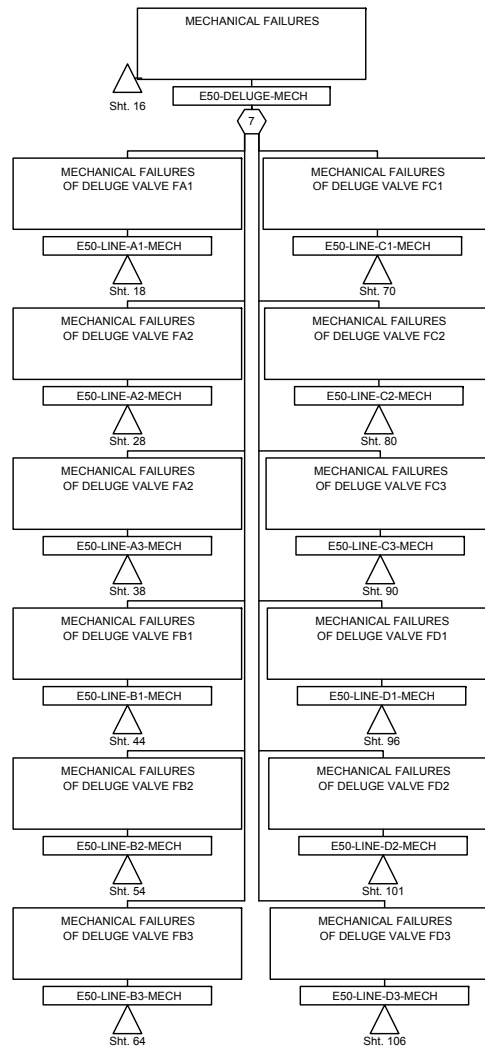 MECHANICAL FAILURES
Sht. 16
E50-DELUGE-MECH
7
MECHANICAL FAILURES
OF DELUGE VALVE FA1
E50-LINE-A1-MECH
Sht. 18
MECHANICAL FAILURES
OF DELUGE VALVE FC1
E50-LINE-C1-MECH
Sht. 70
MECHANICAL FAILURES
OF DELUGE VALVE FA2
E50-LINE-A2-MECH
Sht. 28
MECHANICAL FAILURES
OF DELUGE VALVE FC2
E50-LINE-C2-MECH
Sht. 80
MECHANICAL FAILURES
OF DELUGE VALVE FA2
E50-LINE-A3-MECH
Sht. 38
MECHANICAL FAILURES
OF DELUGE VALVE FC3
E50-LINE-C3-MECH
Sht. 90
MECHANICAL FAILURES
OF DELUGE VALVE FB1
E50-LINE-B1-MECH
Sht. 44
MECHANICAL FAILURES
OF DELUGE VALVE FD1
E50-LINE-D1-MECH
Sht. 96
MECHANICAL FAILURES
OF DELUGE VALVE FB2
E50-LINE-B2-MECH
Sht. 54
MECHANICAL FAILURES
OF DELUGE VALVE FD2
E50-LINE-D2-MECH
Sht. 101
MECHANICAL FAILURES
OF DELUGE VALVE FB3
E50-LINE-B3-MECH
Sht. 64
MECHANICAL FAILURES
OF DELUGE VALVE FD3
E50-LINE-D3-MECH
Sht. 106